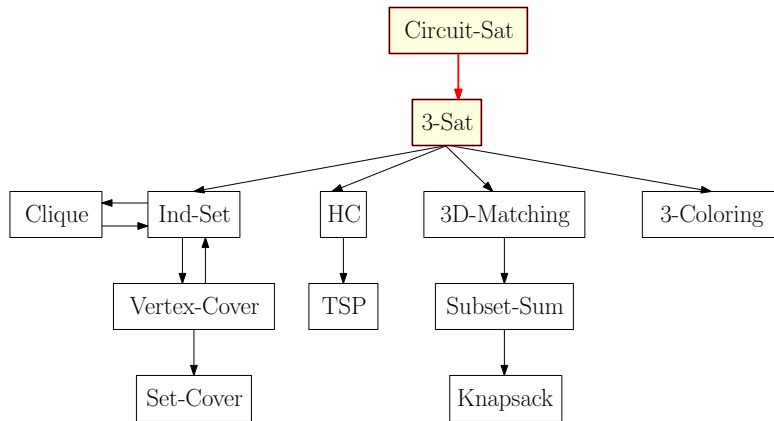 Circuit-Sat
3-Sat
Clique
Ind-Set
HC
3D-Matching
3-Coloring
Vertex-Cover
TSP
Subset-Sum
Set-Cover
Knapsack